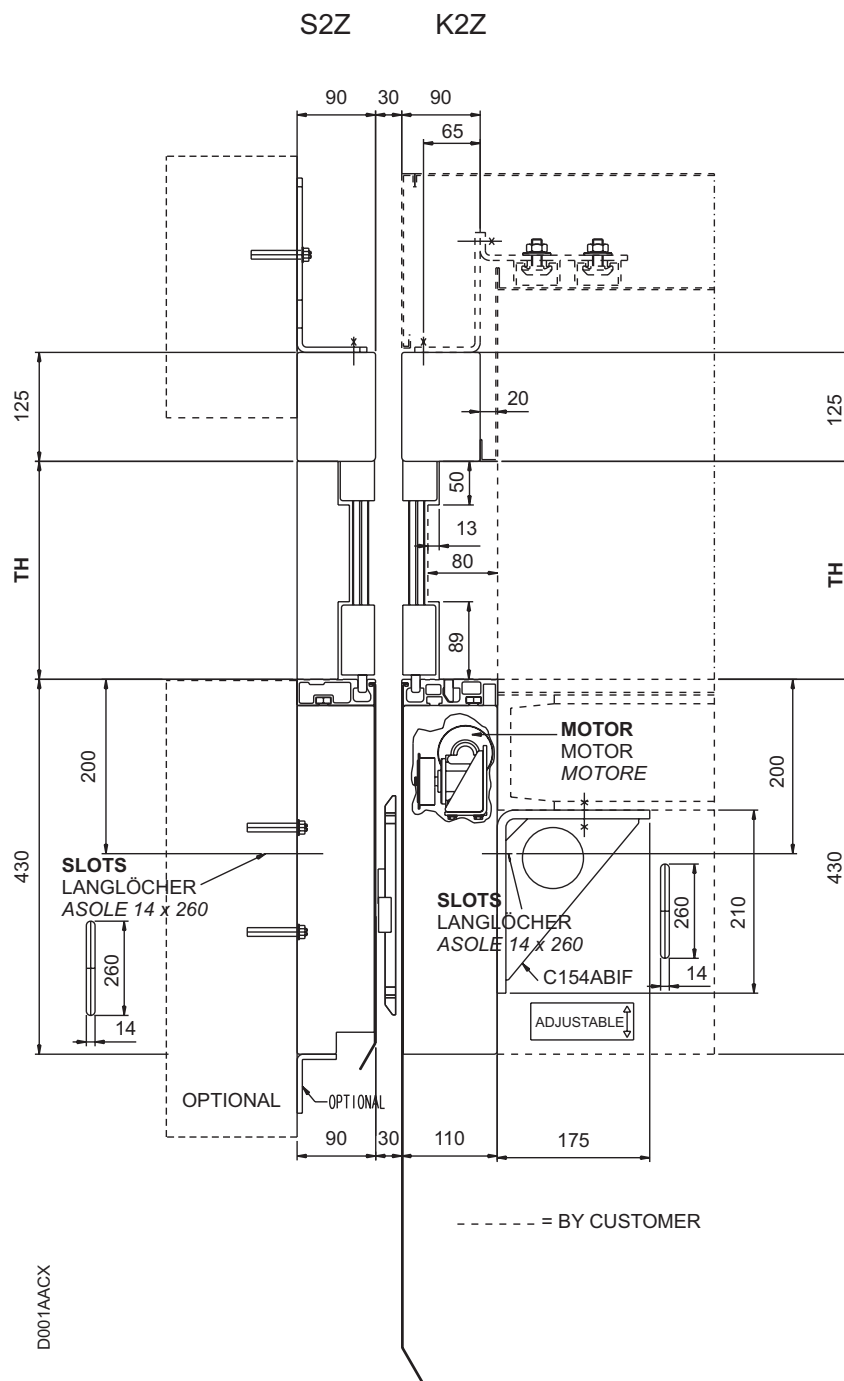 S2Z K2Z
90 30 90
65
125
20
125
50
13
80
TH
TH
89
MOTOR
MOTOR
MOTORE
200
200
430
SLOTS
LANGLÖCHER
ASOLE 14 x 260
SLOTS
LANGLÖCHER
ASOLE 14 x 260
430
260
14
260
14
210
C154ABIF
ADJUSTABLE
OPTIONAL
OPTIONAL
90 30 110 175
= BY CUSTOMER
D001AACX